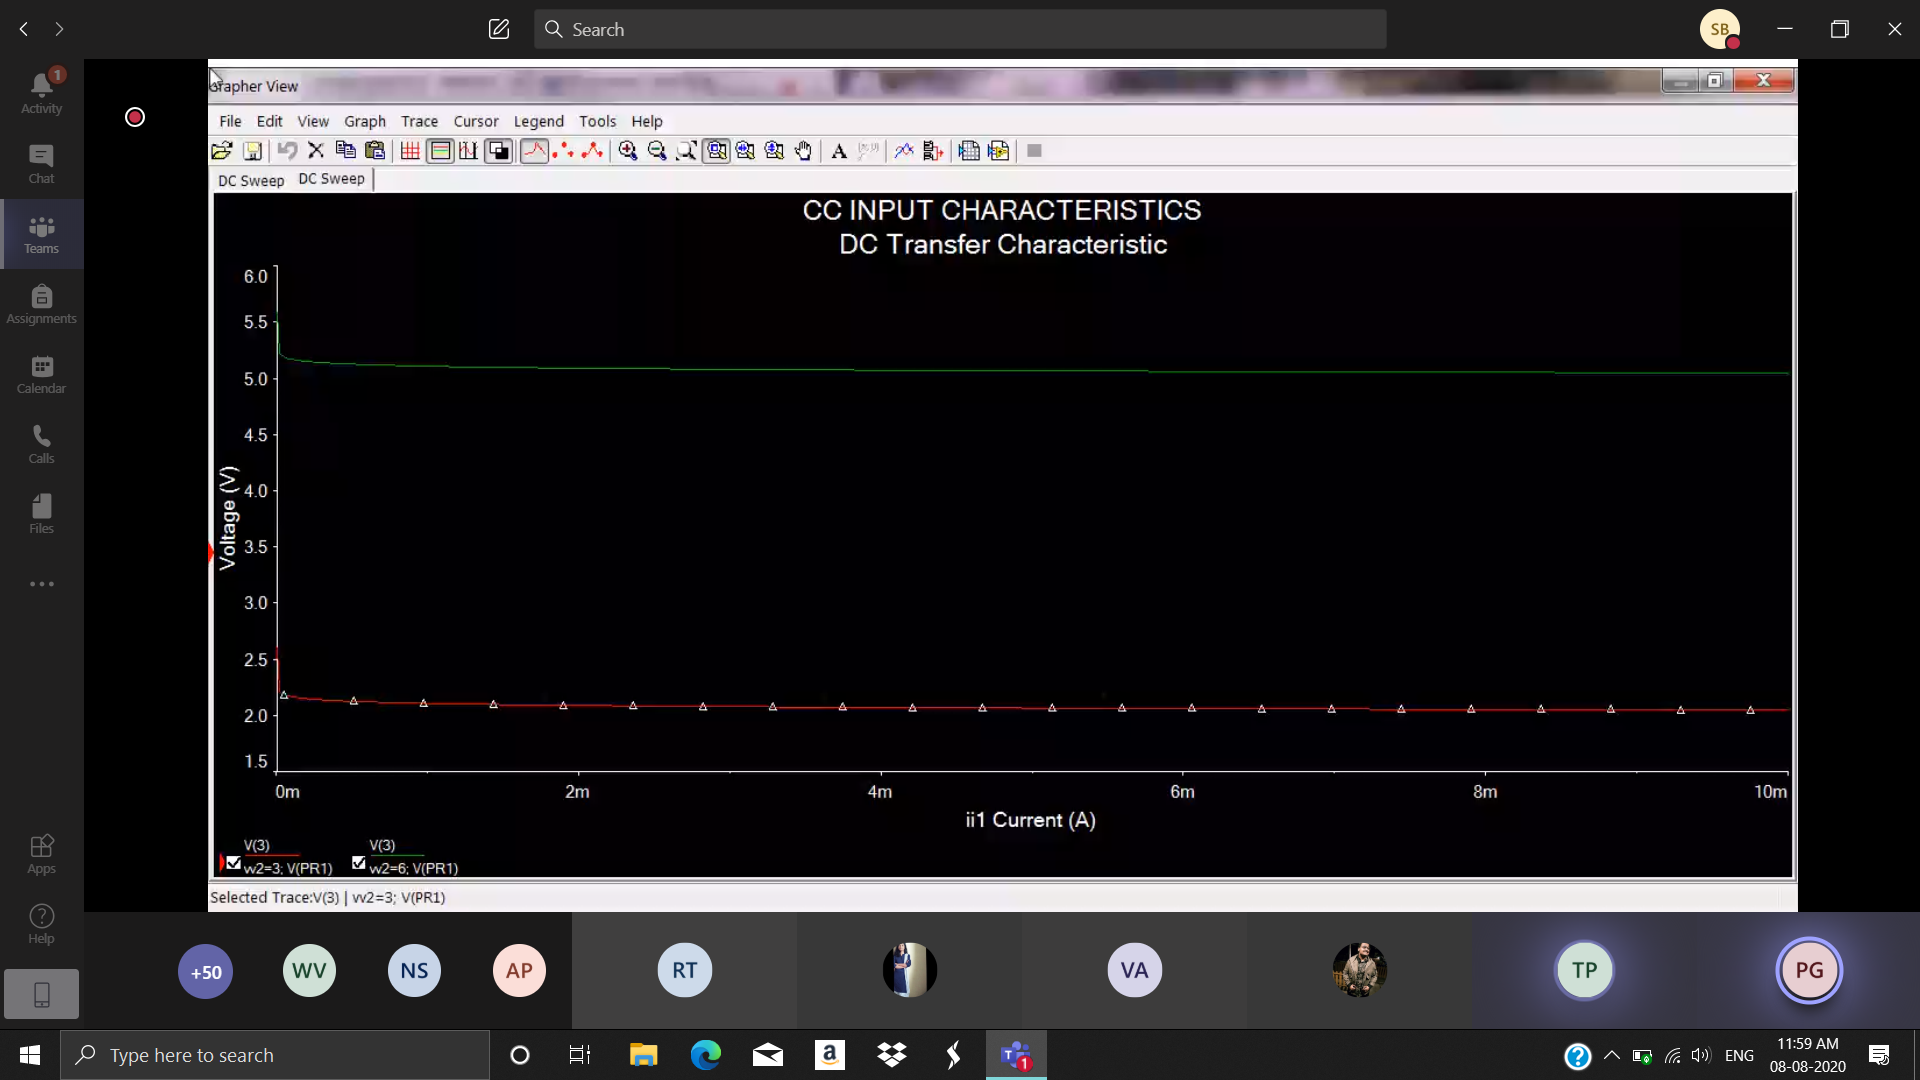 Search
SB
1
Activity
Chat
Teams
Assignments
Calendar
Calls
Files
Apps
Help
Grapher View
File Edit View Graph Trace Cursor Legend Tools Help
DC Sweep DC Sweep
CC INPUT CHARACTERISTICS
DC Transfer Characteristic
Voltage (V)
6.0
5.5
5.0
4.5
4.0
3.5
3.0
2.5
2.0
1.5
0m 2m 4m 6m 8m 10m
ii1 Current (A)
V(3) V(3)
vv2=3; V(PR1) vv2=6; V(PR1)
Selected Trace:V(3) | vv2=3; V(PR1)
+50 WV NS AP RT VA TP PG
Type here to search
a
T 1
ENG
11:59 AM
08-08-2020